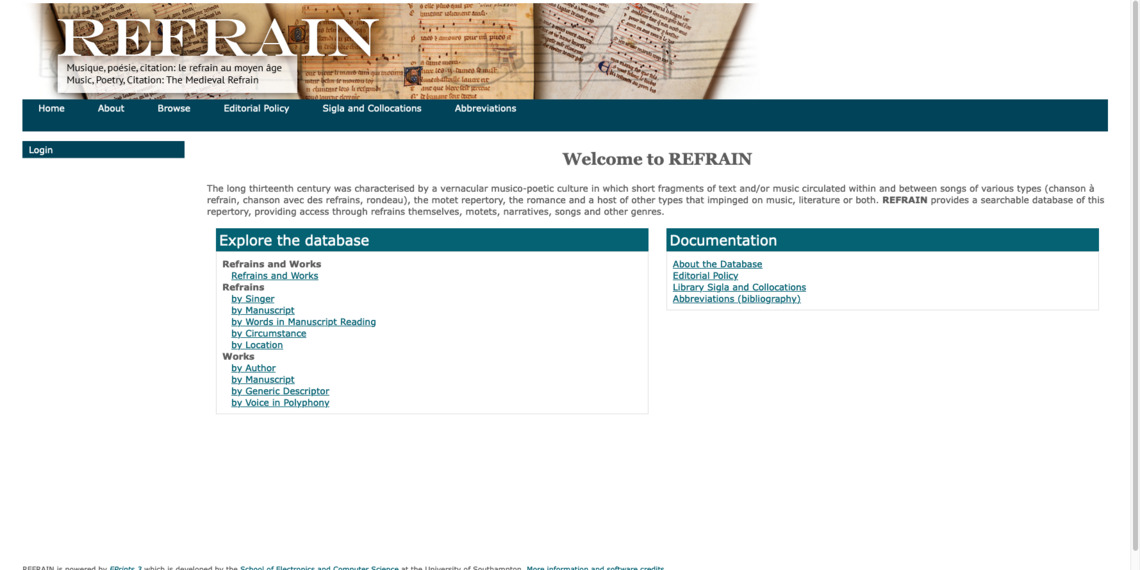 REFRAIN
Musique, poésie, citation: le refrain au moyen âge
Music, Poetry, Citation: The Medieval Refrain
Home About Browse Editorial Policy Sigla and Collocations Abbreviations
Login
Welcome to REFRAIN
The long thirteenth century was characterised by a vernacular musico-poetic culture in which short fragments of text and/or music circulated within and between songs of various types (chanson à
refrain, chanson avec des refrains, rondeau), the motet repertory, the romance and a host of other types that impinged on music, literature or both. REFRAIN provides a searchable database of this
repertory, providing access through refrains themselves, motets, narratives, songs and other genres.
Explore the database
Refrains and Works
Refrains and Works
Refrains
by Singer
by Manuscript
by Words in Manuscript Reading
by Circumstance
by Location
Works
by Author
by Manuscript
by Generic Descriptor
by Voice in Polyphony
Documentation
About the Database
Editorial Policy
Library Sigla and Collocations
Abbreviations (bibliography)
REFRAIN is powered by EPrints 3 which is developed by the School of Electronics and Computer Science at the University of Southampton. More information and software credits.